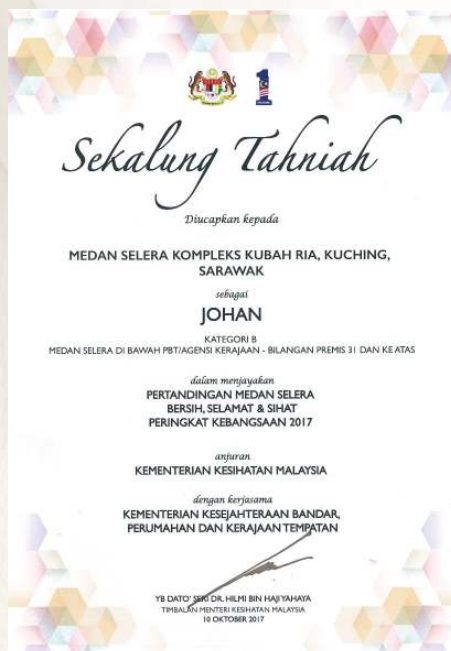 Sekalung Tahniah
Diucapkan kepada
MEDAN SELERA KOMPLEKS KUBAH RIA, KUCHING,
SARAWAK
sebagai
JOHAN
KATEGORI B
MEDAN SELERA DI BAWAH PBT/AGENSI KERAJAAN - BILANGAN PREMIS 31 DAN KE ATAS
dalam menjayakan
PERTANDINGAN MEDAN SELERA
BERSIH, SELAMAT & SIHAT
PERINGKAT KEBANGSAAN 2017
anjuran
KEMENTERIAN KESIHATAN MALAYSIA
dengan kerjasama
KEMENTERIAN KESEJAHTERAAN BANDAR,
PERUMAHAN DAN KERAJAAN TEMPATAN
YB DATO' SERI DR. HILMI BIN HAJI YAHAYA
TIMBALAN MENTERI KESIHATAN MALAYSIA
10 OKTOBER 2017